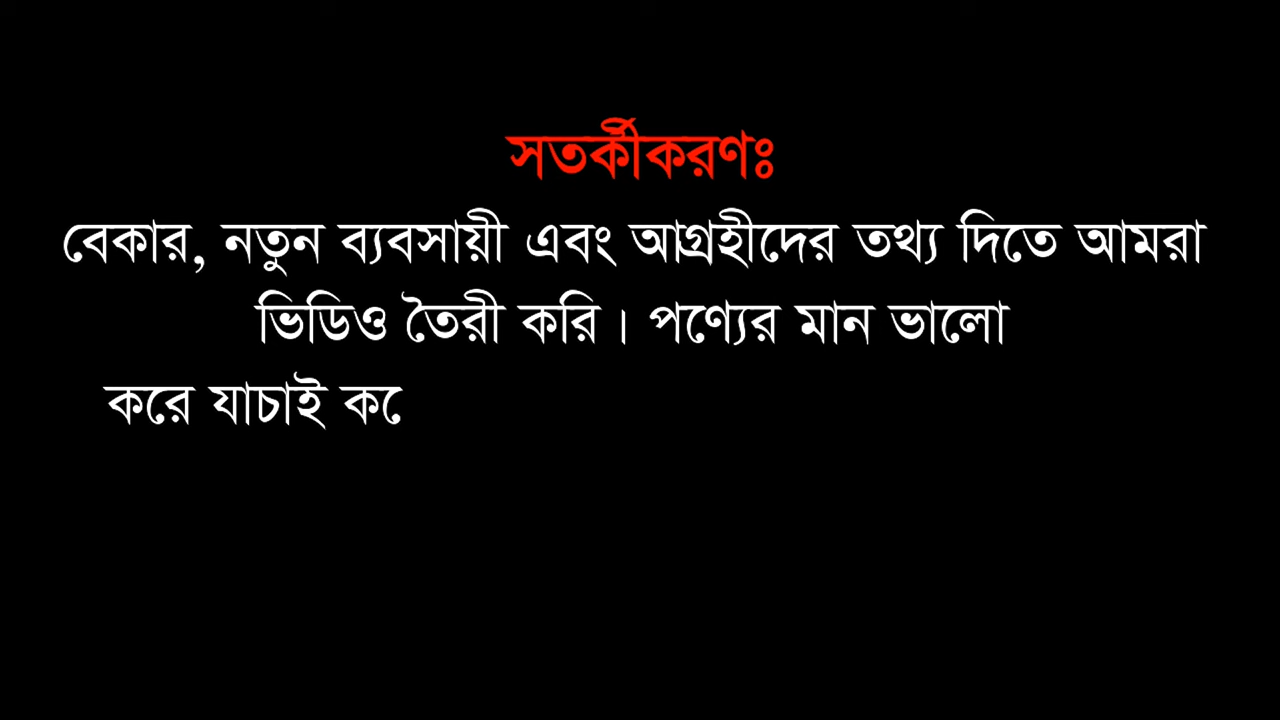 সতর্কীকরণঃ
বেকার, নতুন ব্যবসায়ী এবং আগ্রহীদের তথ্য দিতে আমরা
ভিডিও তৈরী করি। পণ্যের মান ভালো
করে যাচাই কে